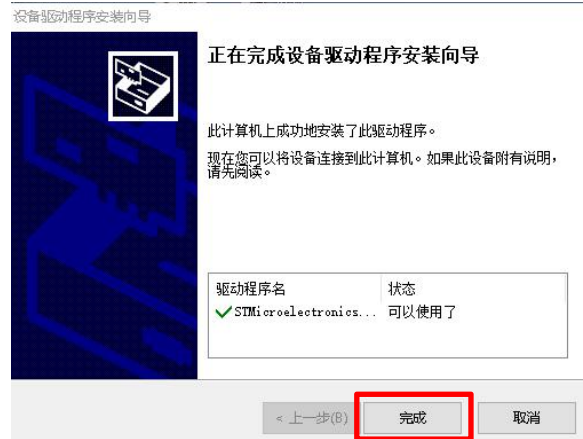 设备驱动程序安装向导
正在完成设备驱动程序安装向导
此计算机上成功地安装了此驱动程序。
现在您可以将设备连接到此计算机。如果此设备附有说明，
请先阅读。
驱动程序名 状态
STMicroelectronics... 可以使用了
< 上一步(B) 完成 取消